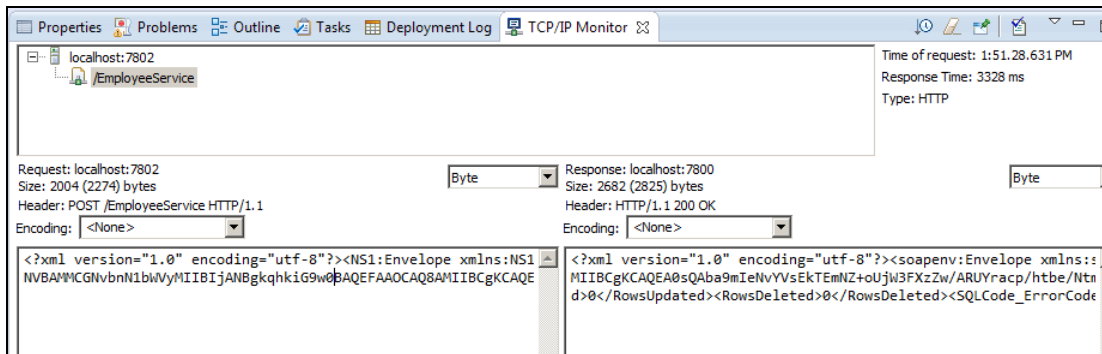 Properties Problems Outline Tasks Deployment Log TCP/IP Monitor
localhost:7802
/EmployeeService
Time of request: 1:51.28.631 PM
Response Time: 3328 ms
Type: HTTP
Request: localhost:7802
Size: 2004 (2274) bytes
Header: POST /EmployeeService HTTP/1.1
Byte
Encoding: <None>
Response: localhost:7800
Size: 2682 (2825) bytes
Header: HTTP/1.1 200 OK
Byte
Encoding: <None>
<?xml version="1.0" encoding="utf-8"?><NS1:Envelope xmlns:NS1
NVBAMMCGNvbnN1bWVyMIIBIjANBgkqhkiG9w0BAQEFAAOCAQ8AMIIBCgKCAQE
<?xml version="1.0" encoding="utf-8"?><soapenv:Envelope xmlns:s
MIIBCgKCAQEA0sQAba9mIeNvYVsEkTEmNZ+oUjW3FXzZw/ARUYracp/htbe/Ntm
d>0</RowsUpdated><RowsDeleted>0</RowsDeleted><SQLCode_ErrorCode